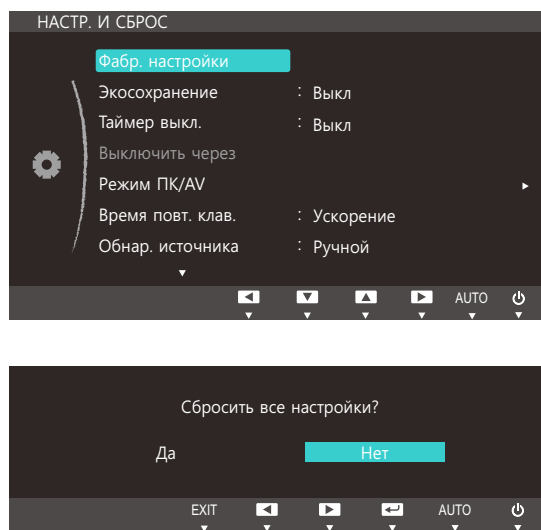 НАСТР. И СБРОС
Фабр. настройки
Экосохранение : Выкл
Таймер выкл. : Выкл
Выключить через
Режим ПК/AV
Время повт. клав. : Ускорение
Обнар. источника : Ручной
AUTO
Сбросить все настройки?
Да Нет
EXIT AUTO